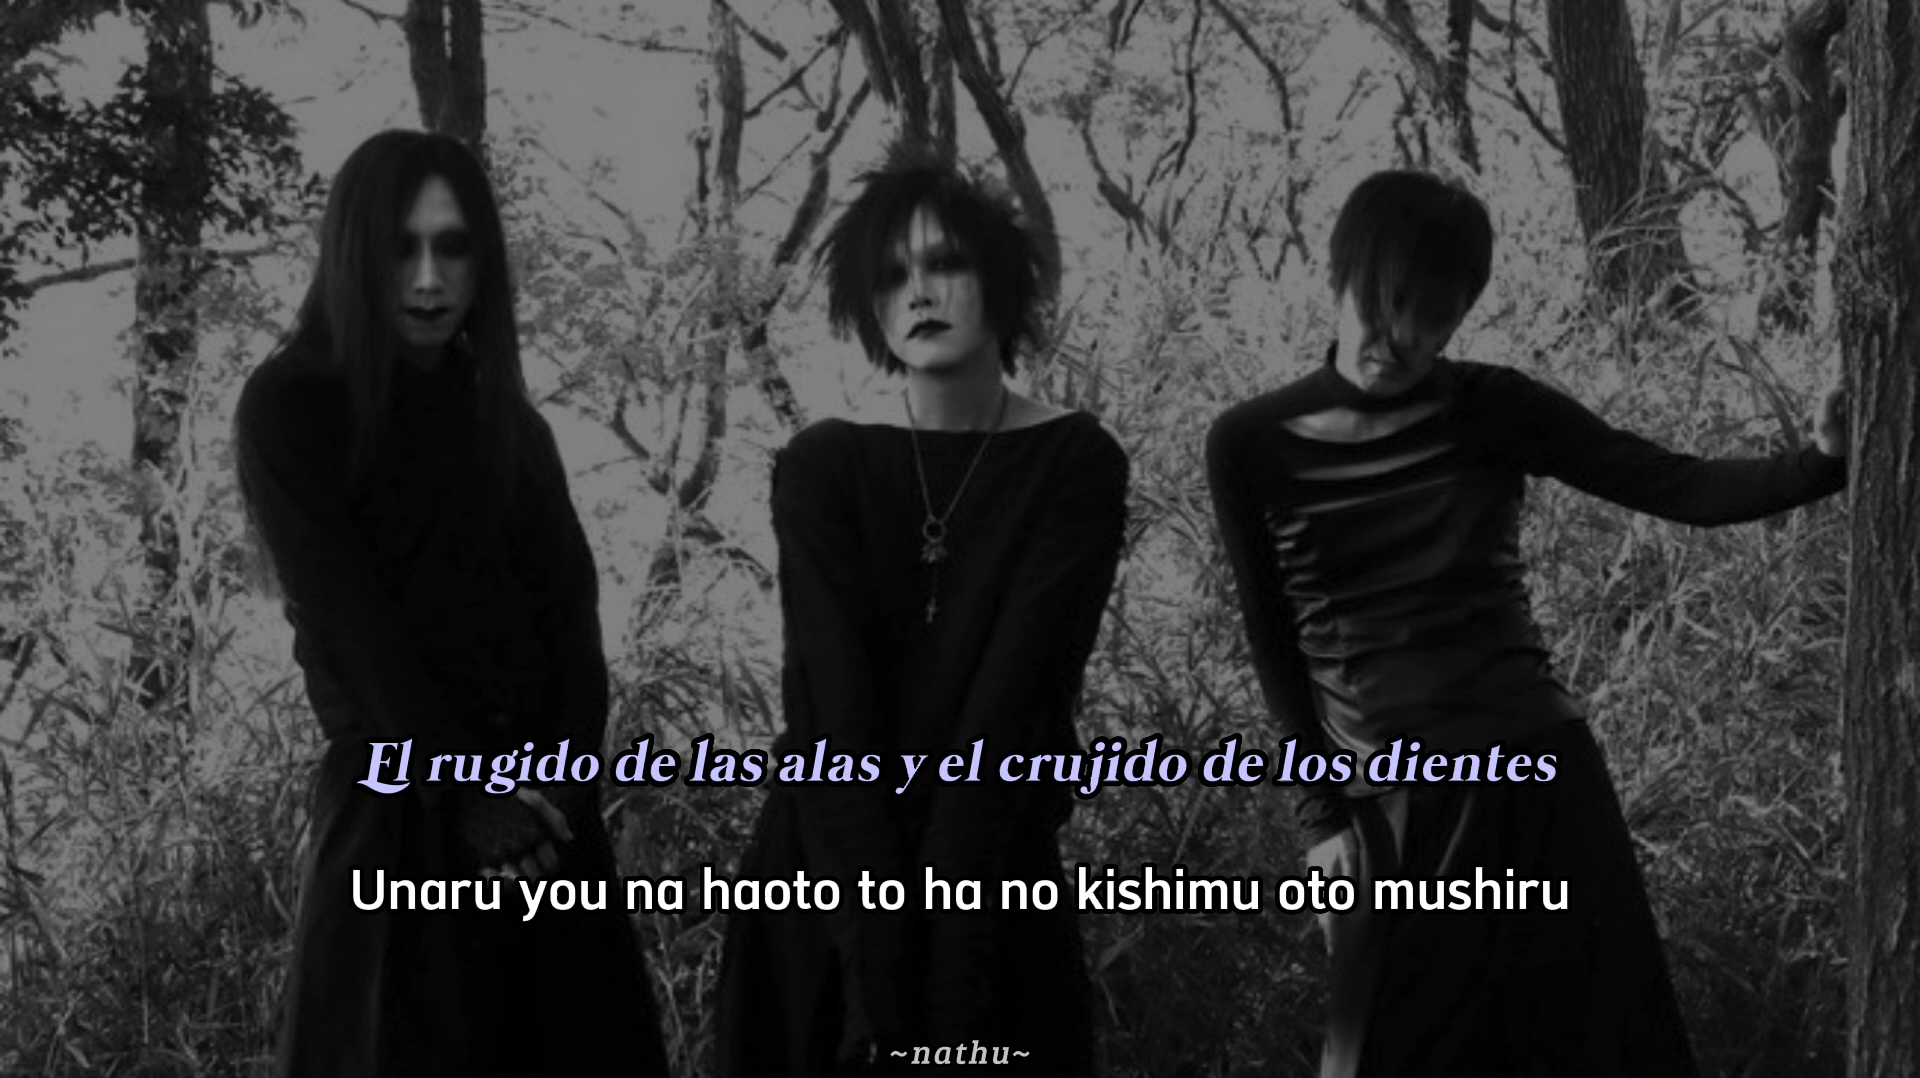 El rugido de las alas y el crujido de los dientes
Unaru you na haoto to ha no kishimu oto mushiru
~nathu~